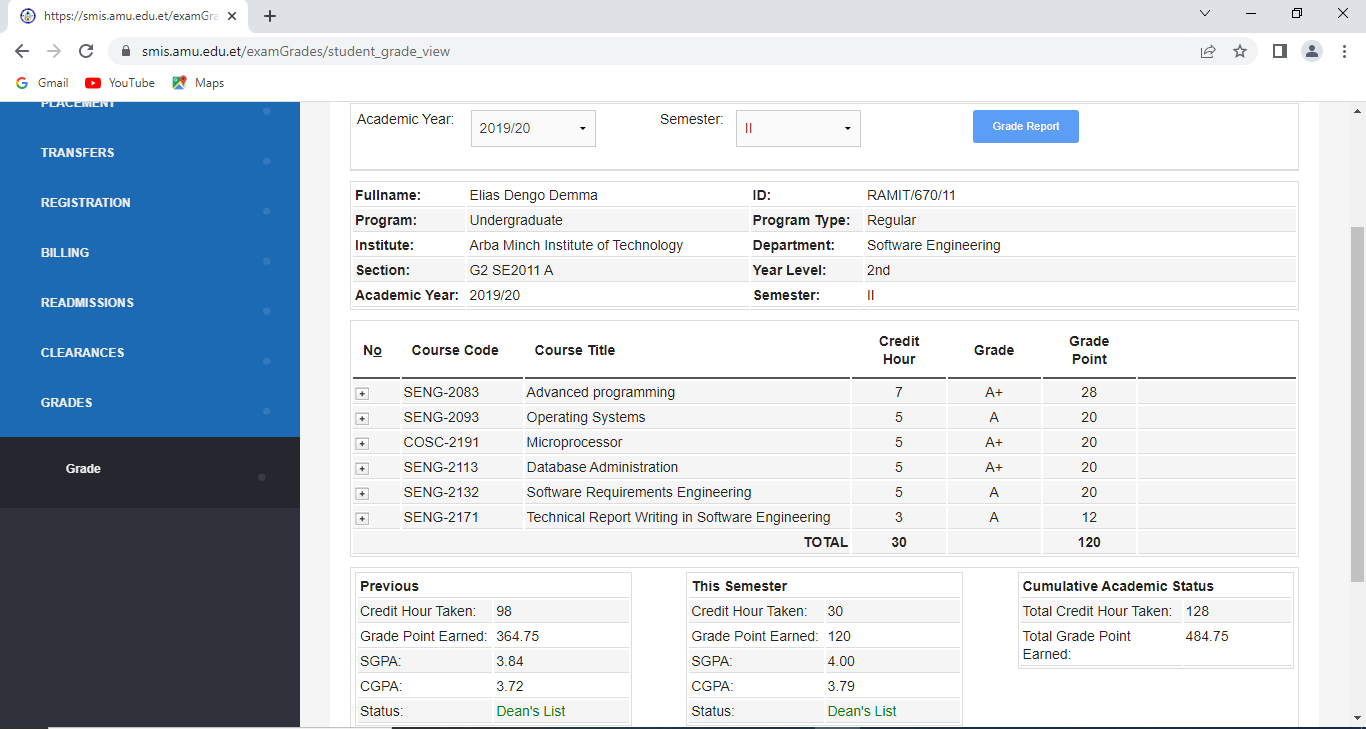 https://smis.amu.edu.et/examGra
smis.amu.edu.et/examGrades/student_grade_view
Gmail YouTube Maps
PLACEMENT
TRANSFERS
REGISTRATION
BILLING
READMISSIONS
CLEARANCES
GRADES
Grade
Academic Year: 2019/20 Semester: II Grade Report
Fullname: Elias Dengo Demma ID: RAMIT/670/11
Program: Undergraduate Program Type: Regular
Institute: Arba Minch Institute of Technology Department: Software Engineering
Section: G2 SE2011 A Year Level: 2nd
Academic Year: 2019/20 Semester: II
No Course Code Course Title Credit Hour Grade Grade Point
SENG-2083 Advanced programming 7 A+ 28
SENG-2093 Operating Systems 5 A 20
COSC-2191 Microprocessor 5 A+ 20
SENG-2113 Database Administration 5 A+ 20
SENG-2132 Software Requirements Engineering 5 A 20
SENG-2171 Technical Report Writing in Software Engineering 3 A 12
TOTAL 30 120
Previous This Semester Cumulative Academic Status
Credit Hour Taken: 98 Credit Hour Taken: 30 Total Credit Hour Taken: 128
Grade Point Earned: 364.75 Grade Point Earned: 120 Total Grade Point Earned: 484.75
SGPA: 3.84 SGPA: 4.00
CGPA: 3.72 CGPA: 3.79
Status: Dean's List Status: Dean's List